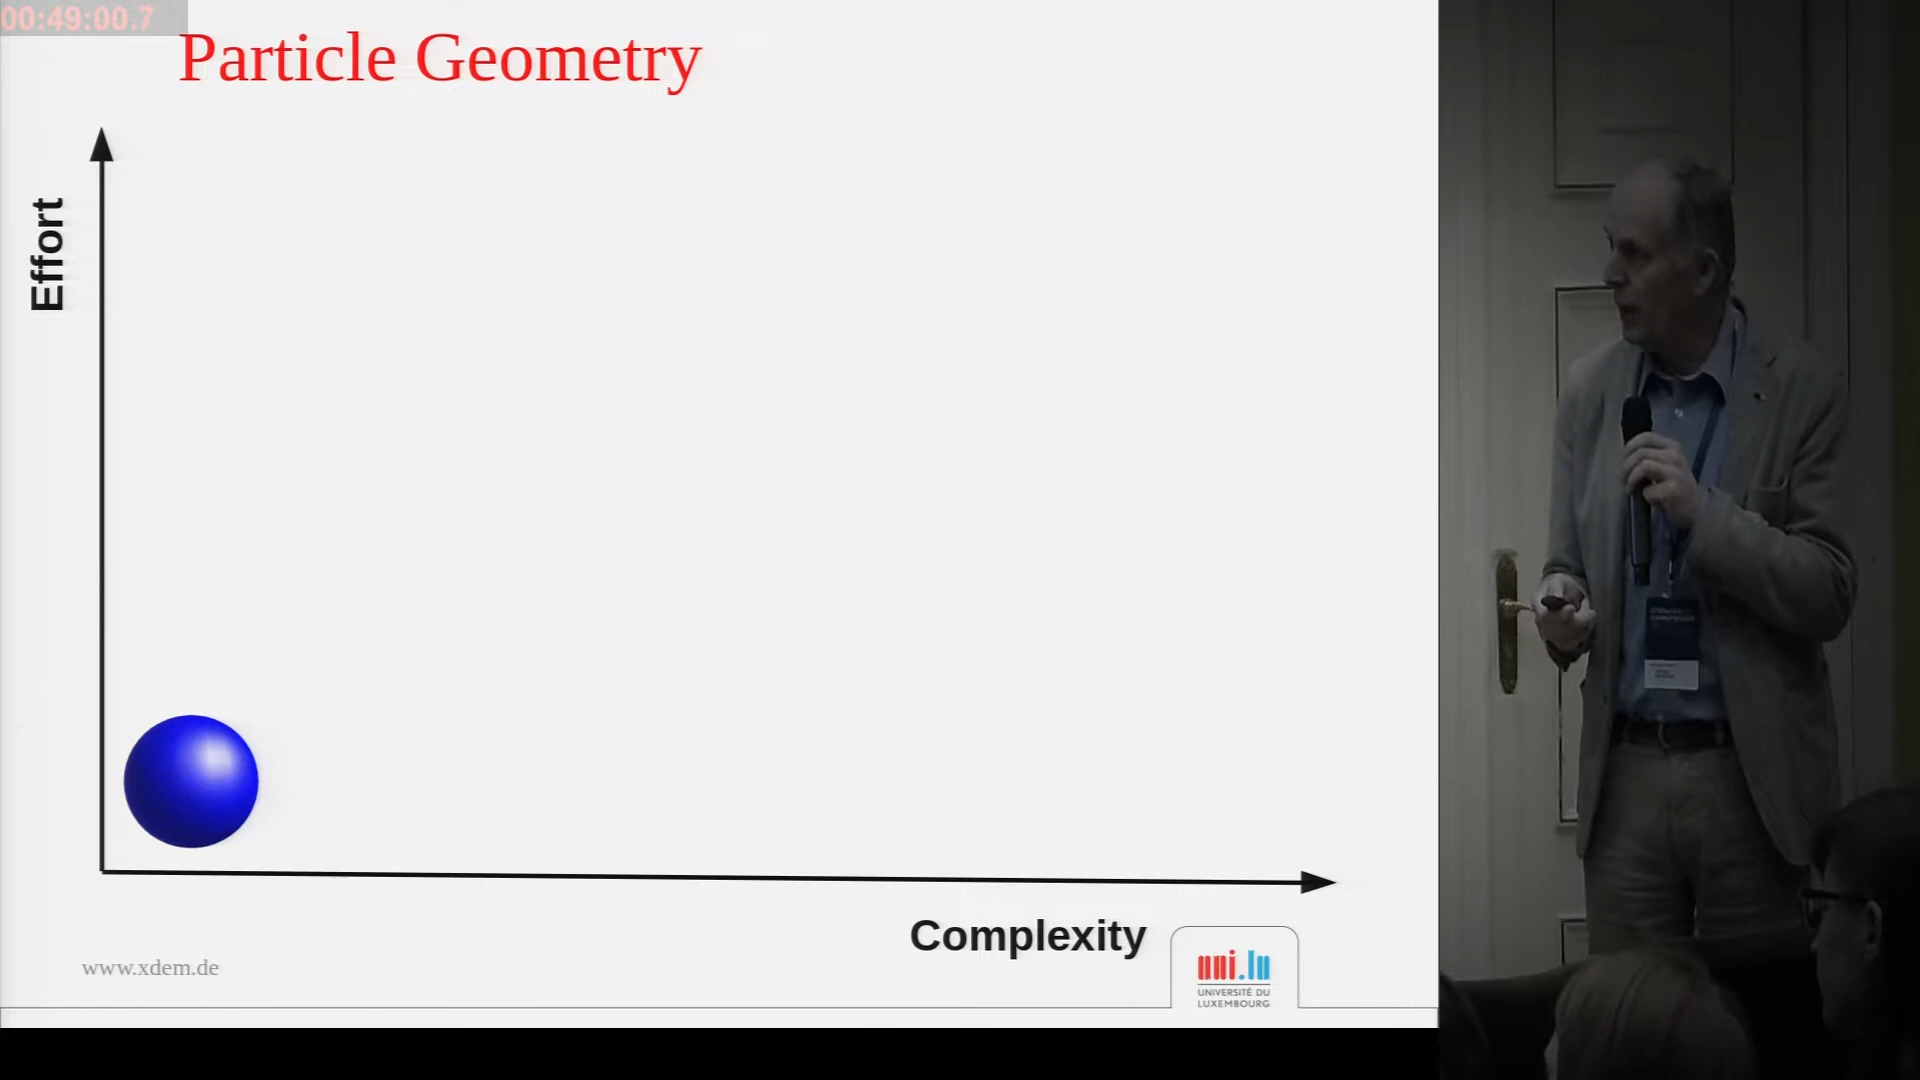 00:49:00.7
Particle Geometry
Effort
Complexity
www.xdem.de
uni.lu
UNIVERSITÉ DU
LUXEMBOURG